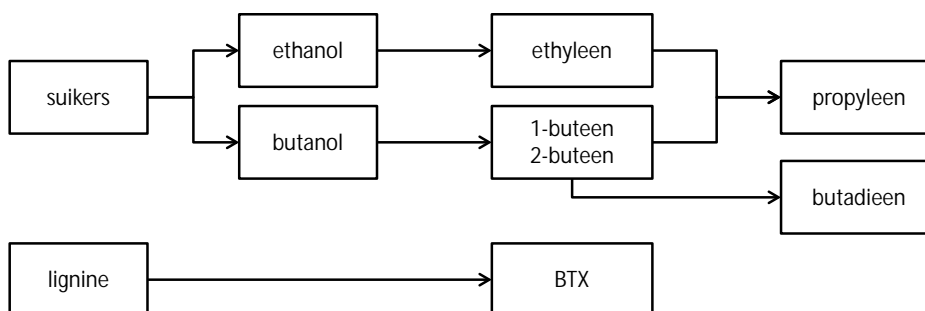 ethanol
ethyleen
suikers
propyleen
butanol
1-buteen
2-buteen
butadieen
lignine
BTX